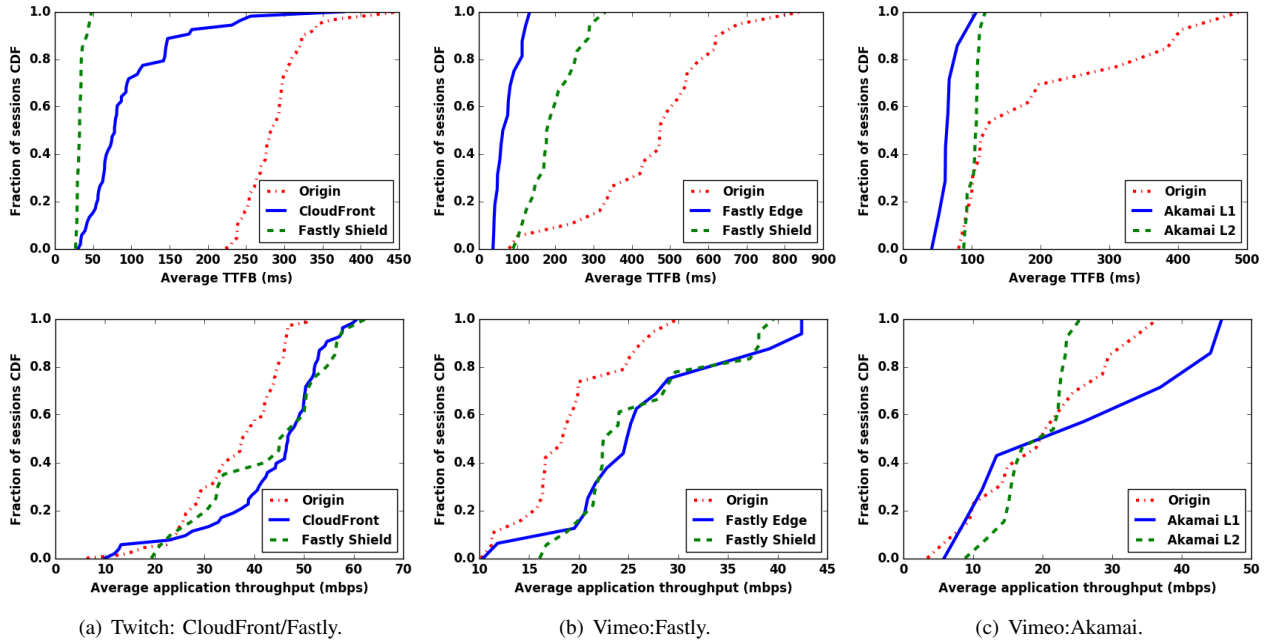 Fraction of sessions CDF
1.0
0.8
0.6
0.4
0.2
0.0
Origin
CloudFront
Fastly Shield
0 50 100 150 200 250 300 350 400 450
Average TTFB (ms)
Fraction of sessions CDF
1.0
0.8
0.6
0.4
0.2
0.0
Origin
Fastly Edge
Fastly Shield
0 100 200 300 400 500 600 700 800 900
Average TTFB (ms)
Fraction of sessions CDF
1.0
0.8
0.6
0.4
0.2
0.0
Origin
Akamai L1
Akamai L2
0 100 200 300 400 500
Average TTFB (ms)
Fraction of sessions CDF
1.0
0.8
0.6
0.4
0.2
0.0
Origin
CloudFront
Fastly Shield
0 10 20 30 40 50 60 70
Average application throughput (mbps)
Fraction of sessions CDF
1.0
0.8
0.6
0.4
0.2
0.0
Origin
Fastly Edge
Fastly Shield
10 15 20 25 30 35 40 45
Average application throughput (mbps)
Fraction of sessions CDF
1.0
0.8
0.6
0.4
0.2
0.0
Origin
Akamai L1
Akamai L2
0 10 20 30 40 50
Average application throughput (mbps)
(a) Twitch: CloudFront/Fastly.
(b) Vimeo:Fastly.
(c) Vimeo:Akamai.